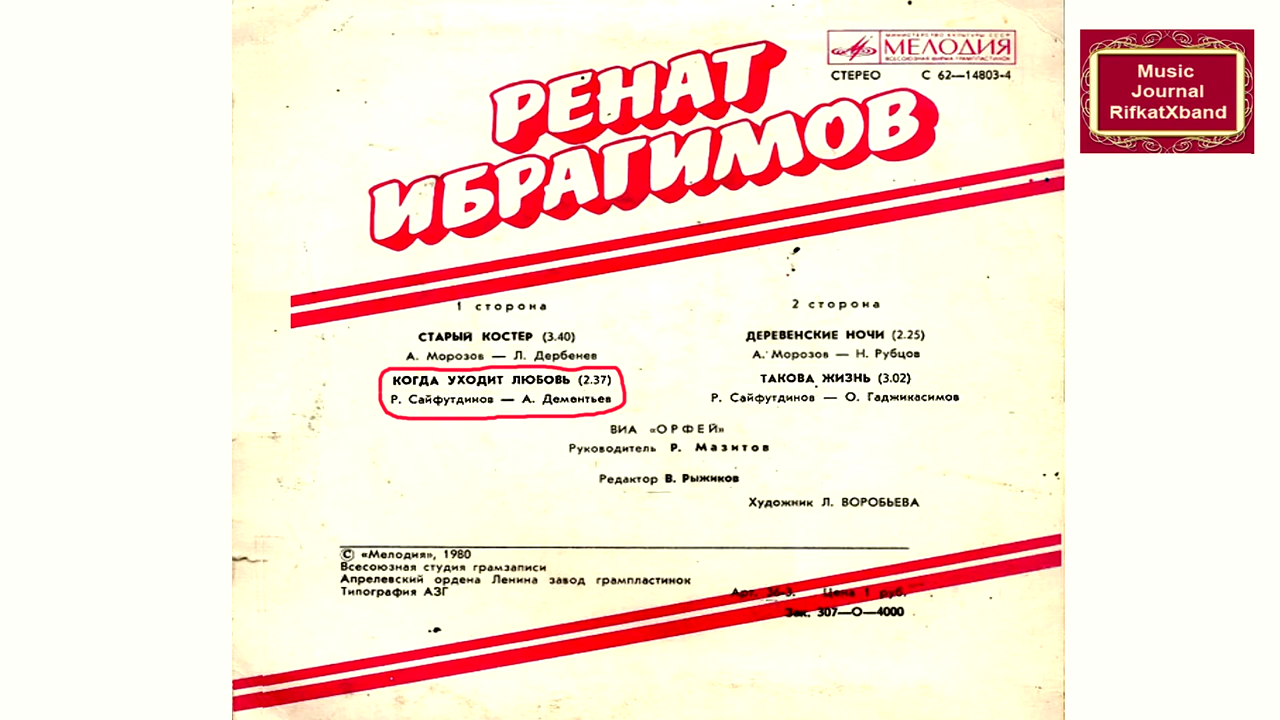 МИНИСТЕРСТВО КУЛЬТУРЫ СССР
МЕЛОДИЯ
ВСЕСОЮЗНАЯ ФИРМА ГРАМПЛАСТИНОК
СТЕРЕО С 62—14803-4
Music
Journal
RifkatXband
РЕНАТ
ИБРАГИМОВ
1 сторона
СТАРЫЙ КОСТЕР (3.40)
А. Морозов — Л. Дербенев
КОГДА УХОДИТ ЛЮБОВЬ (2.37)
Р. Сайфутдинов — А. Дементьев
2 сторона
ДЕРЕВЕНСКИЕ НОЧИ (2.25)
А. Морозов — Н. Рубцов
ТАКОВА ЖИЗНЬ (3.02)
Р. Сайфутдинов — О. Гаджикасимов
ВИА «ОРФЕЙ»
Руководитель Р. Мазитов
Редактор В. Рыжиков
Художник Л. ВОРОБЬЕВА
© «Мелодия», 1980
Всесоюзная студия грамзаписи
Апрелевский ордена Ленина завод грампластинок
Типография АЗГ
Арт. 36-3. Цена 1 руб.
Зак. 307—О—4000